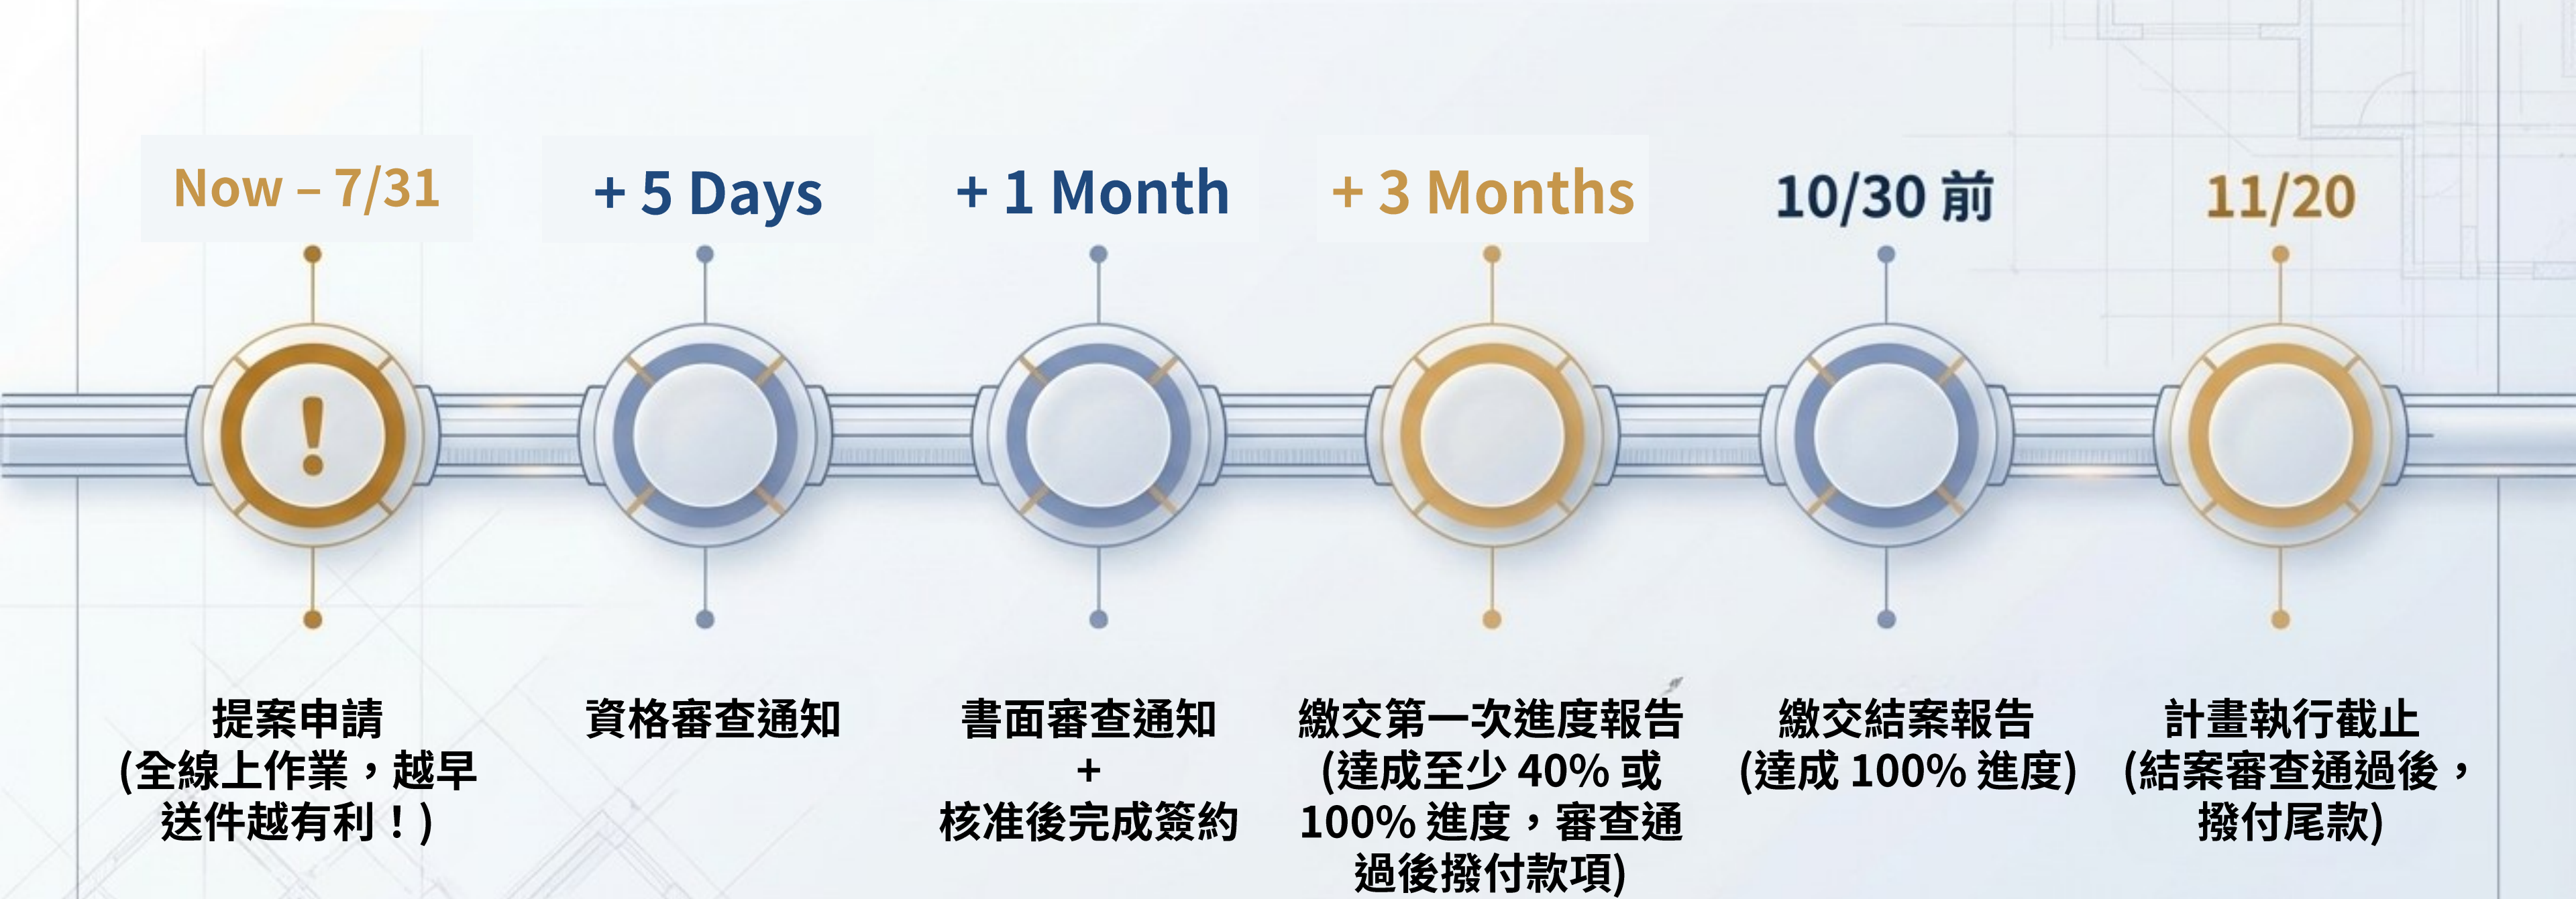 Now – 7/31
+ 5 Days
+ 1 Month
+ 3 Months
10/30 前
11/20
!
提案申請
(全線上作業，越早
送件越有利！)
資格審查通知
書面審查通知
+
核准後完成簽約
繳交第一次進度報告
(達成至少 40% 或
100% 進度，審查通
過後撥付款項)
繳交結案報告
(達成 100% 進度)
計畫執行截止
(結案審查通過後，
撥付尾款)